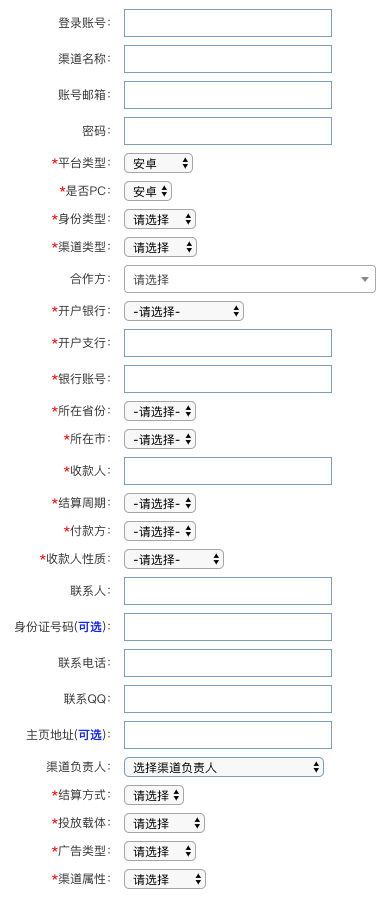 登录账号：
渠道名称：
账号邮箱：
密码：
*平台类型： 安卓
*是否PC： 安卓
*身份类型： 请选择
*渠道类型： 请选择
合作方： 请选择
*开户银行： -请选择-
*开户支行：
*银行账号：
*所在省份： -请选择-
*所在市： -请选择-
*收款人：
*结算周期： -请选择-
*付款方： -请选择-
*收款人性质： -请选择-
联系人：
身份证号码(可选)：
联系电话：
联系QQ：
主页地址(可选)：
渠道负责人： 选择渠道负责人
*结算方式： 请选择
*投放载体： 请选择
*广告类型： 请选择
*渠道属性： 请选择